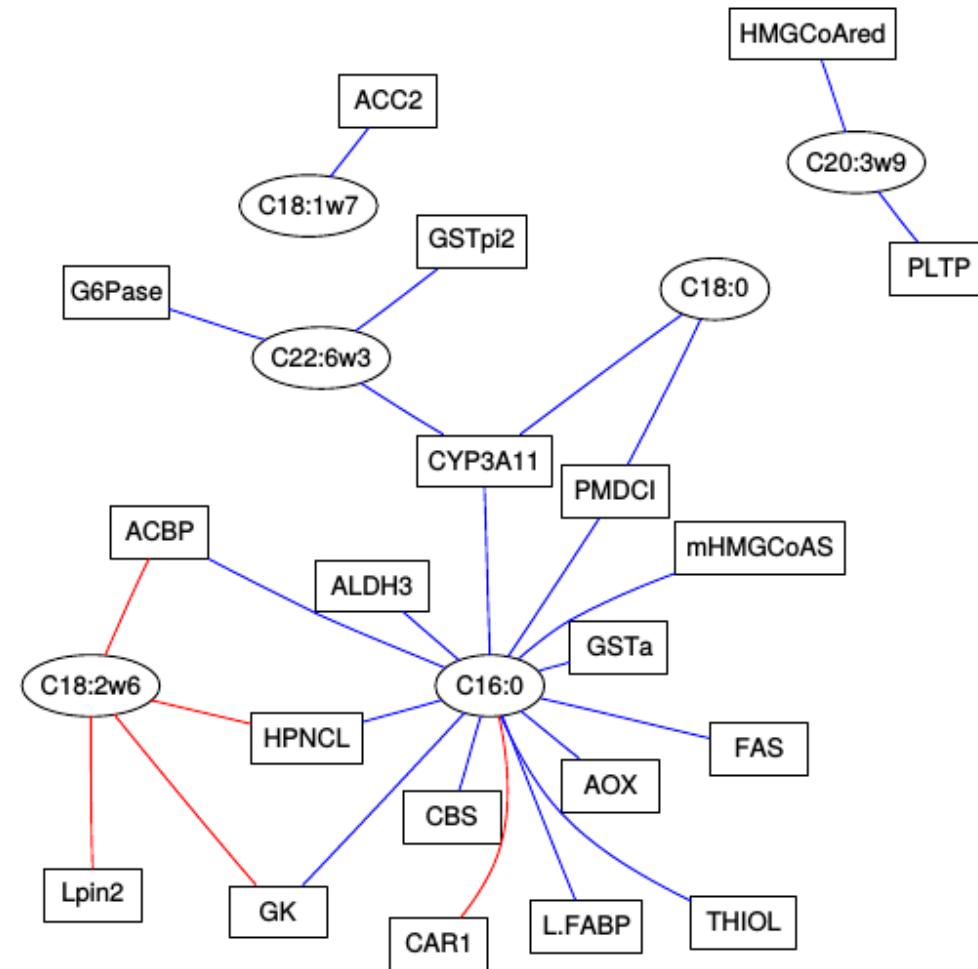 HMGCoAred
ACC2
C20:3w9
C18:1w7
GSTpi2
PLTP
G6Pase
C18:0
C22:6w3
CYP3A11
PMDCI
ACBP
mHMGCoAS
ALDH3
GSTa
C18:2w6
C16:0
HPNCL
FAS
AOX
CBS
Lpin2
GK
L.FABP
THIOL
CAR1